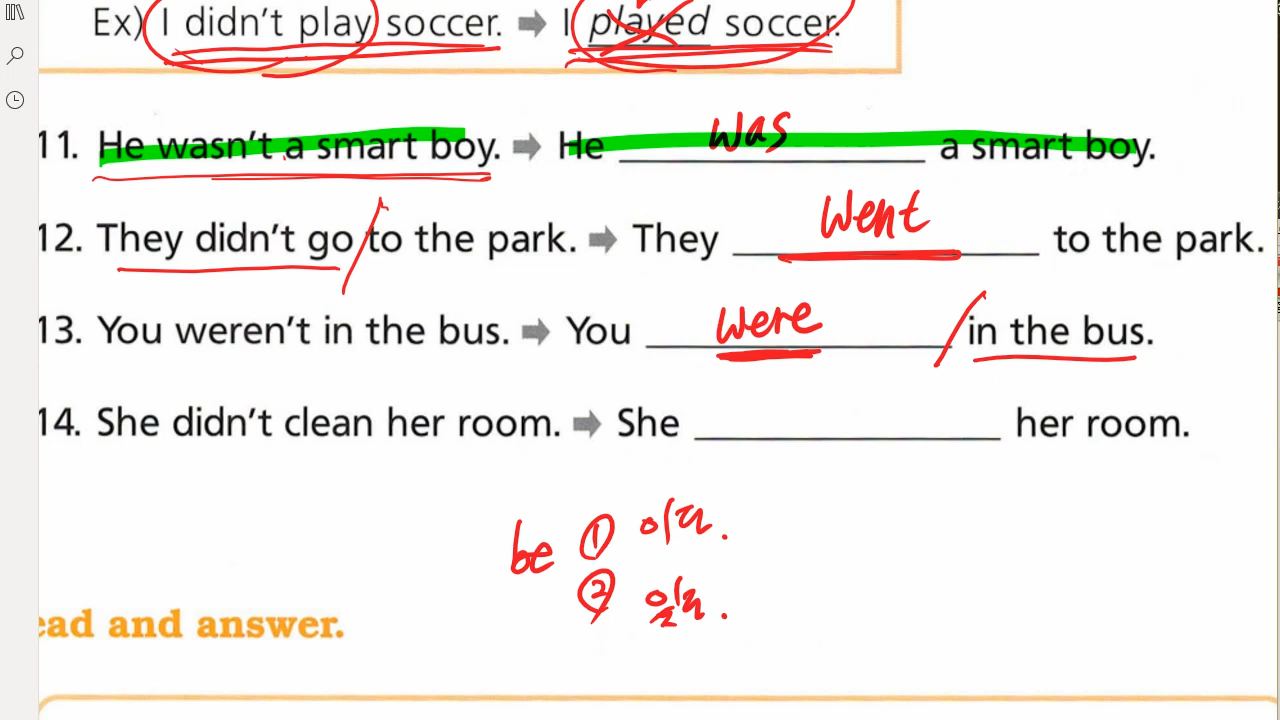 Ex) I didn't play soccer. ➡ I played soccer.
11. He wasn't a smart boy. ➡ He was a smart boy.
12. They didn't go to the park. ➡ They went to the park.
13. You weren't in the bus. ➡ You were in the bus.
14. She didn't clean her room. ➡ She ____________ her room.
be ① 이다.
② 있다.
ead and answer.